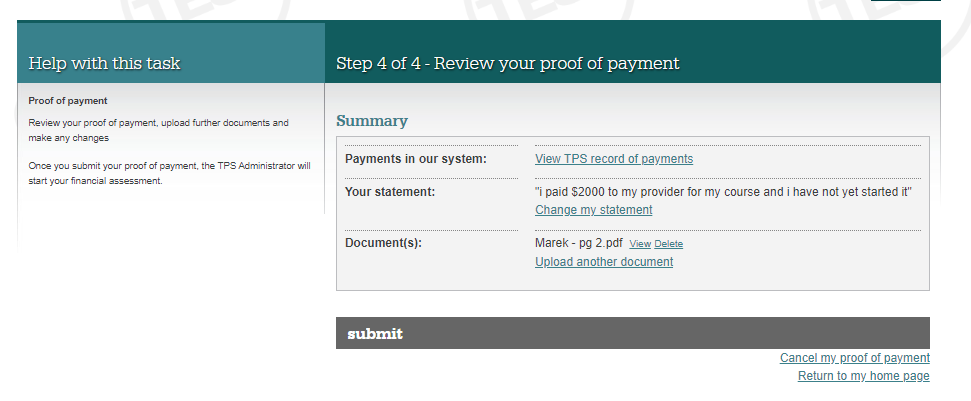 Help with this task
Step 4 of 4 - Review your proof of payment
Proof of payment
Review your proof of payment, upload further documents and
make any changes
Once you submit your proof of payment, the TPS Administrator will
start your financial assessment.
Summary
Payments in our system: View TPS record of payments
Your statement: "i paid $2000 to my provider for my course and i have not yet started it"
Change my statement
Document(s): Marek - pg 2.pdf View Delete
Upload another document
submit
Cancel my proof of payment
Return to my home page